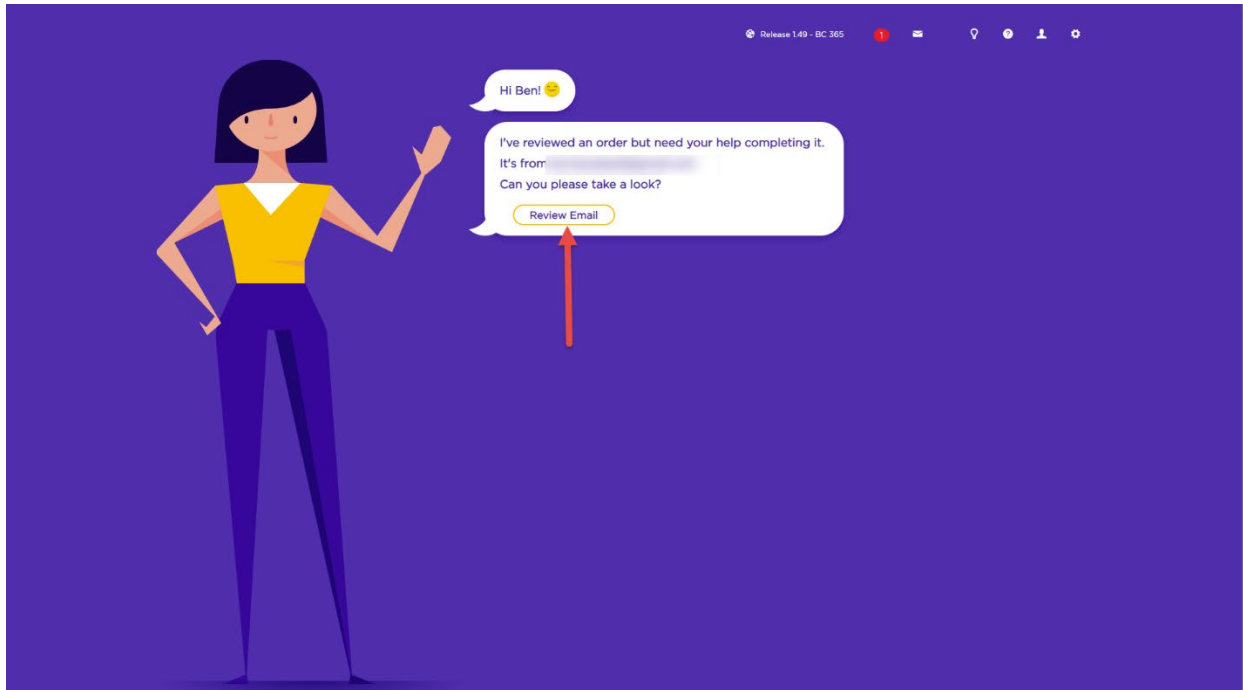 Release 1.49 - BC 365
1
Hi Ben!
I've reviewed an order but need your help completing it.
It's from
Can you please take a look?
Review Email